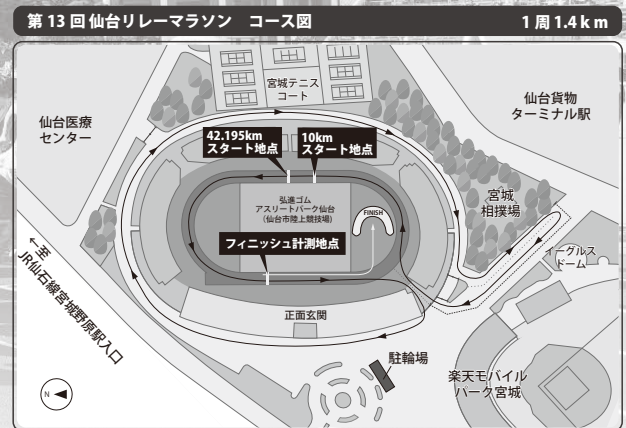 第13回 仙台リレーマラソン　コース図
1周1.4km
宮城テニス
コート
仙台医療
センター
仙台貨物
ターミナル駅
42.195km
スタート地点
10km
スタート地点
弘進ゴム
アスリートパーク仙台
(仙台市陸上競技場)
FINISH
宮城
相撲場
フィニッシュ計測地点
イーグルス
ドーム
←至
JR仙石線宮城野原駅入口
正面玄関
駐輪場
楽天モバイル
パーク宮城
N